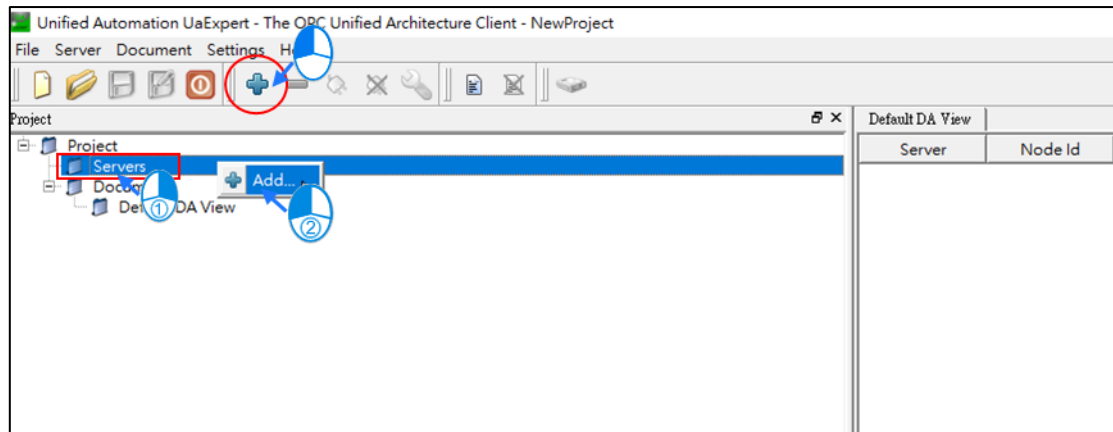 Unified Automation UaExpert - The OPC Unified Architecture Client - NewProject
File Server Document Settings
Project
Default DA View
Server Node Id
Project
Servers
Add...
①
DA View
②